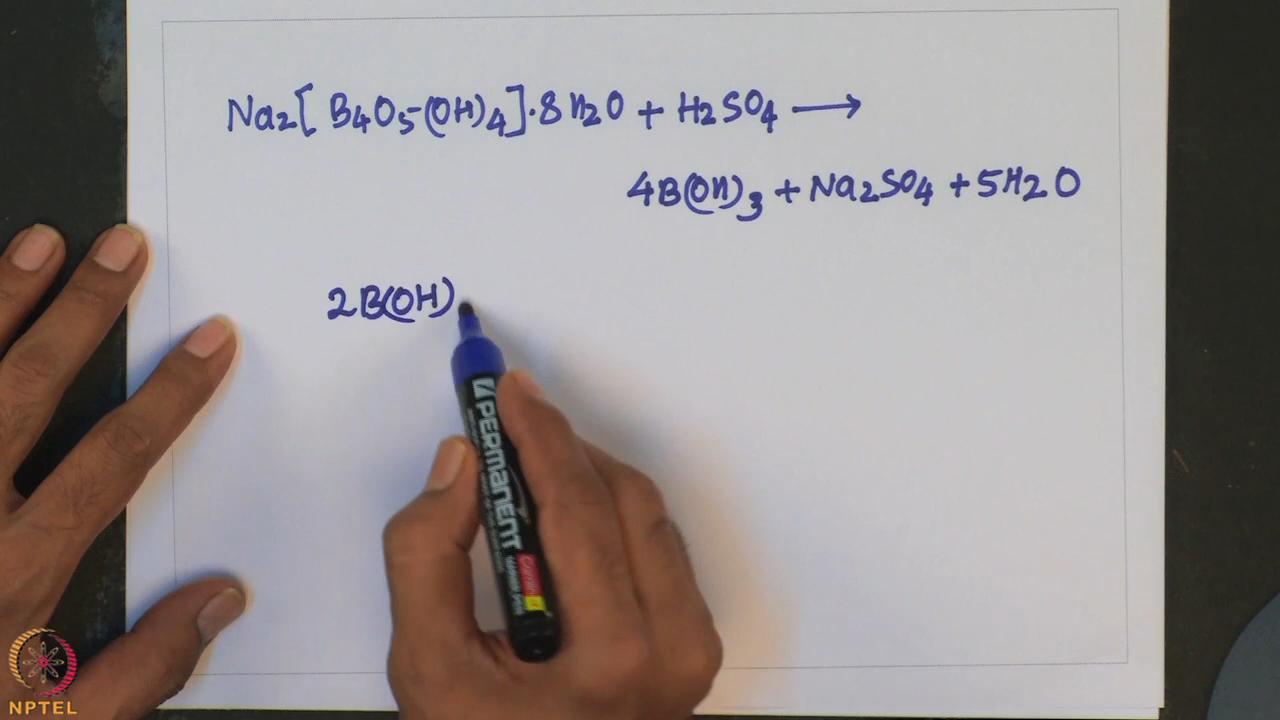 Na2[B4O5(OH)4]·8H2O + H2SO4 ⟶
4B(OH)3 + Na2SO4 + 5H2O
2B(OH)
PERMANENT
NPTEL